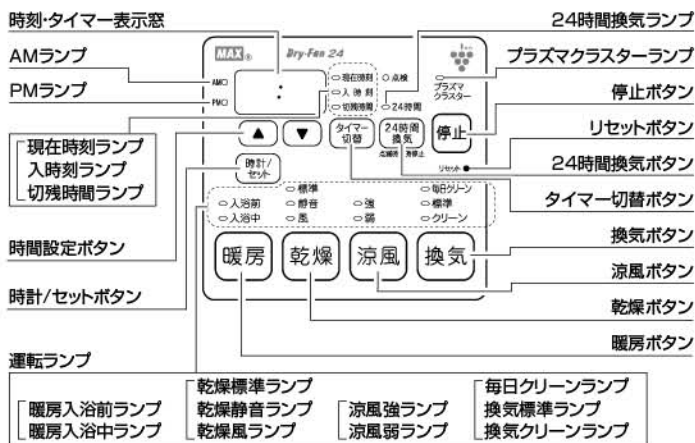 時刻・タイマー表示窓
24時間換気ランプ
AMランプ
プラズマクラスターランプ
PMランプ
停止ボタン
リセットボタン
24時間換気ボタン
タイマー切替ボタン
現在時刻ランプ
入時刻ランプ
切残時間ランプ
時間設定ボタン
時計/セットボタン
換気ボタン
涼風ボタン
乾燥ボタン
暖房ボタン
MAX® Dry-Fan 24
AM
PM
:
現在時刻 点検
入時刻
切残時間 24時間
プラズマ
クラスター
▲ ▼
タイマー
切替
24時間
換気
停止
リセット
時計/
セット
標準 毎日クリーン
入浴前 静音 強 標準
入浴中 風 弱 クリーン
暖房 乾燥 涼風 換気
運転ランプ
乾燥標準ランプ 毎日クリーンランプ
暖房入浴前ランプ 乾燥静音ランプ 涼風強ランプ 換気標準ランプ
暖房入浴中ランプ 乾燥風ランプ 涼風弱ランプ 換気クリーンランプ